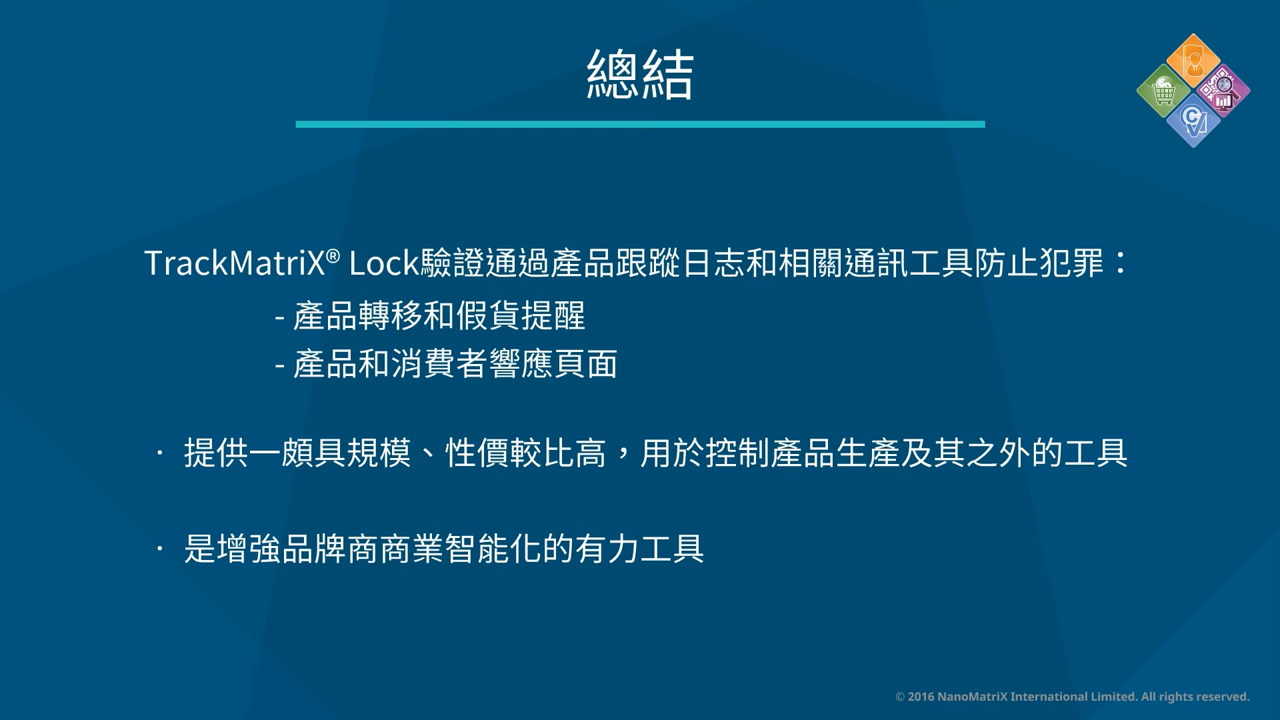 總結
TrackMatriX® Lock驗證通過產品跟蹤日志和相關通訊工具防止犯罪：
- 產品轉移和假貨提醒
- 產品和消費者響應頁面
· 提供一頗具規模、性價較比高，用於控制產品生產及其之外的工具
· 是增強品牌商商業智能化的有力工具
© 2016 NanoMatriX International Limited. All rights reserved.